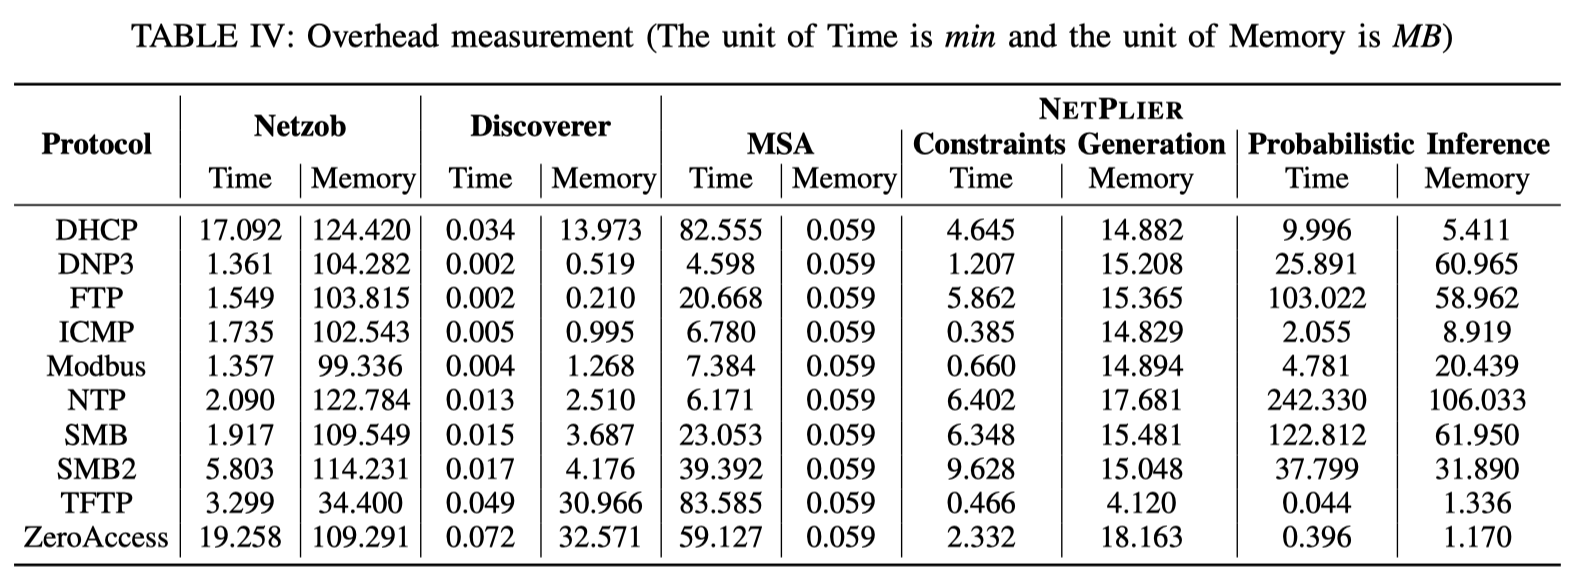 TABLE IV: Overhead measurement (The unit of Time is min and the unit of Memory is MB)
Protocol Netzob Discoverer NETPLIER
MSA Constraints Generation Probabilistic Inference
Time Memory Time Memory Time Memory Time Memory Time Memory
DHCP 17.092 124.420 0.034 13.973 82.555 0.059 4.645 14.882 9.996 5.411
DNP3 1.361 104.282 0.002 0.519 4.598 0.059 1.207 15.208 25.891 60.965
FTP 1.549 103.815 0.002 0.210 20.668 0.059 5.862 15.365 103.022 58.962
ICMP 1.735 102.543 0.005 0.995 6.780 0.059 0.385 14.829 2.055 8.919
Modbus 1.357 99.336 0.004 1.268 7.384 0.059 0.660 14.894 4.781 20.439
NTP 2.090 122.784 0.013 2.510 6.171 0.059 6.402 17.681 242.330 106.033
SMB 1.917 109.549 0.015 3.687 23.053 0.059 6.348 15.481 122.812 61.950
SMB2 5.803 114.231 0.017 4.176 39.392 0.059 9.628 15.048 37.799 31.890
TFTP 3.299 34.400 0.049 30.966 83.585 0.059 0.466 4.120 0.044 1.336
ZeroAccess 19.258 109.291 0.072 32.571 59.127 0.059 2.332 18.163 0.396 1.170